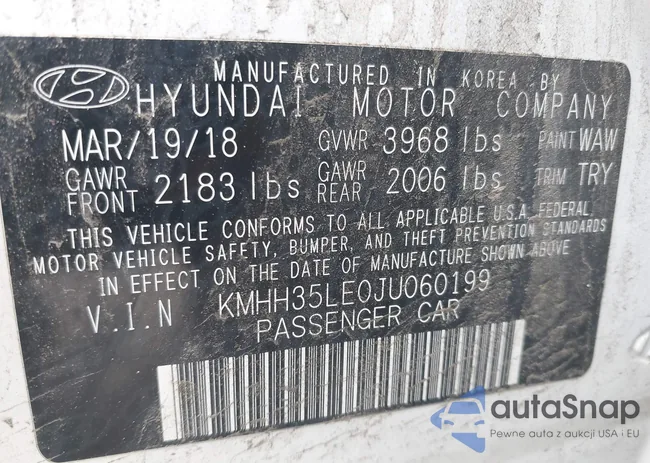 MANUFACTURED IN KOREA BY
HYUNDAI MOTOR COMPANY
MAR/19/18 GVWR 3968 lbs PAINT WAW
GAWR FRONT 2183 lbs GAWR REAR 2006 lbs TRIM TRY
THIS VEHICLE CONFORMS TO ALL APPLICABLE U.S.A. FEDERAL
MOTOR VEHICLE SAFETY, BUMPER, AND THEFT PREVENTION STANDARDS
IN EFFECT ON THE DATE OF MANUFACTURE SHOWN ABOVE
V.I.N KMHH35LE0JU060199
PASSENGER CAR
autaSnap
Pewne auta z aukcji USA i EU